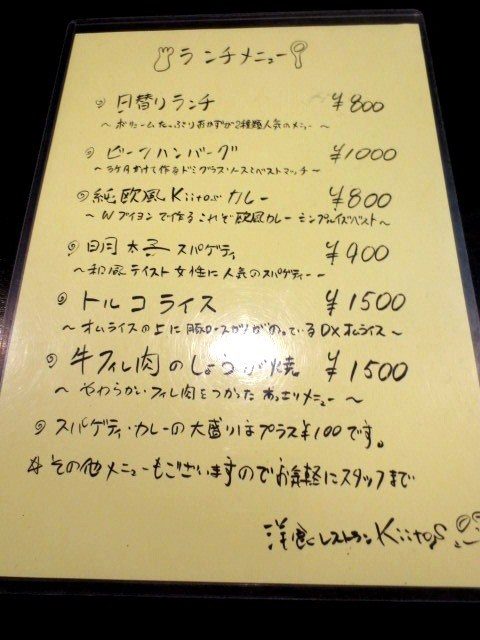 ランチメニュー
日替りランチ ¥800
～ボリュームたっぷりおかずが2種類人気のメニュー～
ビーフハンバーグ ¥1000
～3ヶ月かけて作るドミグラスソースとベストマッチ～
純欧風Kiitosカレー ¥800
～Wブイヨンで作るこれぞ欧風カレー シンプルイズベスト～
明太子スパゲティ ¥900
～和風テイスト女性に人気のスパゲティー～
トルコライス ¥1500
～オムライスの上に豚ロースカツがのっているDXオムライス～
牛フィレ肉のしょうが焼 ¥1500
～やわらかいフィレ肉をつかったあっさりメニュー～
スパゲティ・カレーの大盛りはプラス¥100です。
その他メニューもございますのでお気軽にスタッフまで
洋風レストランKiitos